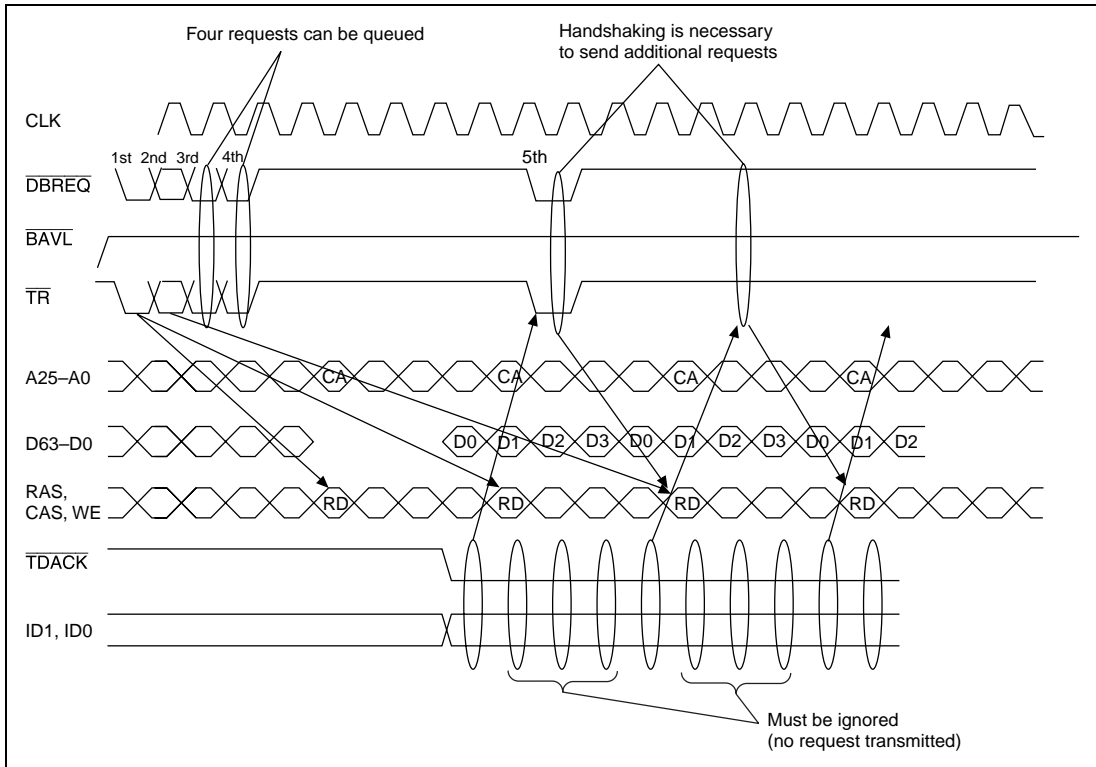 Four requests can be queued
Handshaking is necessary
to send additional requests
CLK
1st 2nd 3rd 4th 5th
DBREQ
BAVL
TR
A25–A0 CA CA CA CA
D63–D0 D0 D1 D2 D3 D0 D1 D2 D3 D0 D1 D2
RAS,
CAS, WE RD RD RD RD
TDACK
ID1, ID0
Must be ignored
(no request transmitted)